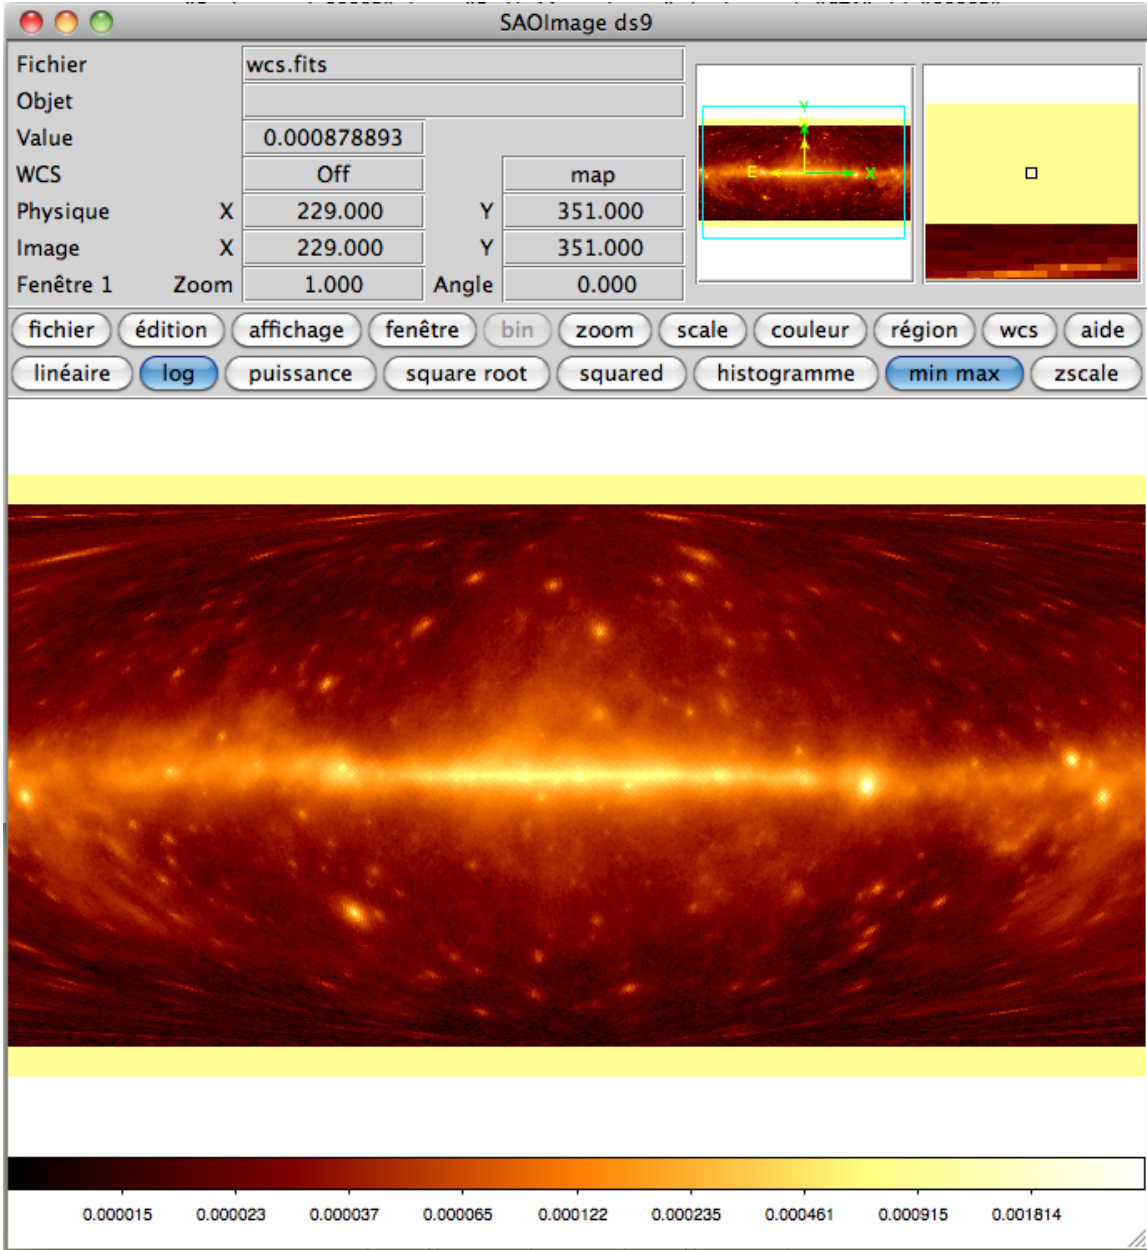 SAOImage ds9
Fichier wcs.fits
Objet
Value 0.000878893
WCS Off map
Physique X 229.000 Y 351.000
Image X 229.000 Y 351.000
Fenêtre 1 Zoom 1.000 Angle 0.000
Y
E X
fichier édition affichage fenêtre bin zoom scale couleur région wcs aide
linéaire log puissance square root squared histogramme min max zscale
0.000015 0.000023 0.000037 0.000065 0.000122 0.000235 0.000461 0.000915 0.001814